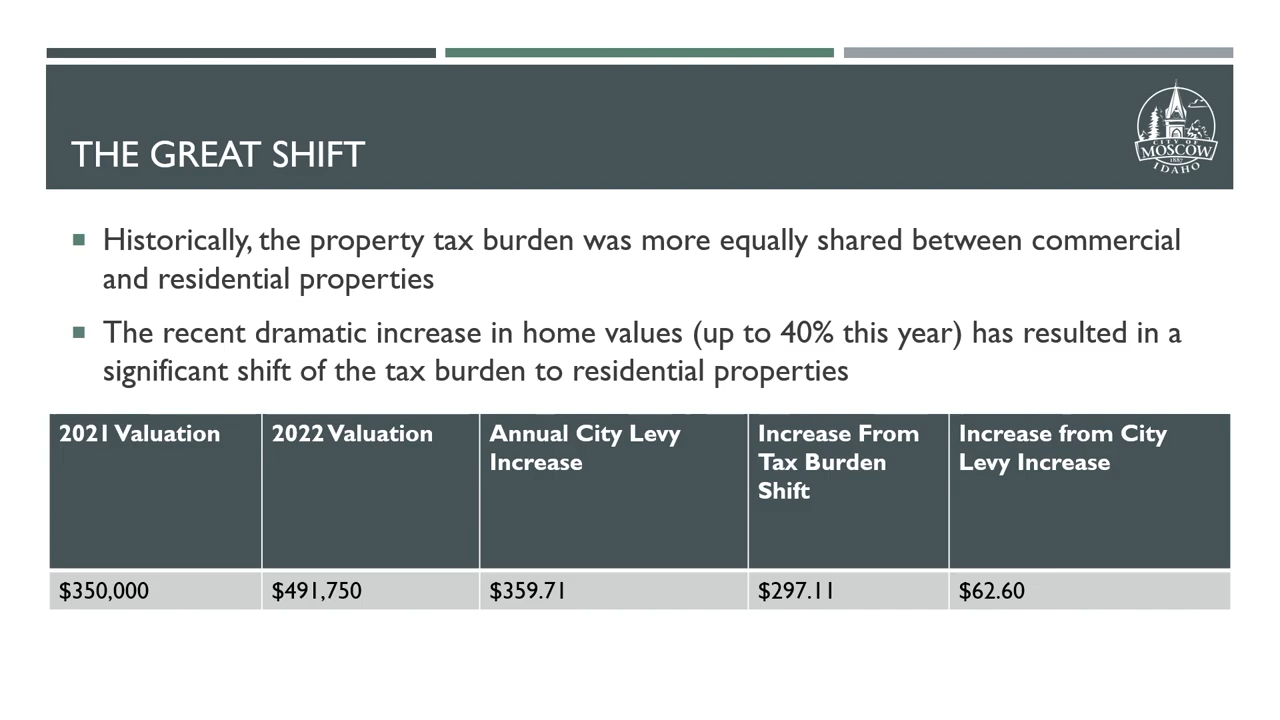 THE GREAT SHIFT
CITY OF
MOSCOW
1887
IDAHO
Historically, the property tax burden was more equally shared between commercial
and residential properties
The recent dramatic increase in home values (up to 40% this year) has resulted in a
significant shift of the tax burden to residential properties
2021 Valuation
2022 Valuation
Annual City Levy
Increase
Increase From
Tax Burden
Shift
Increase from City
Levy Increase
$350,000
$491,750
$359.71
$297.11
$62.60